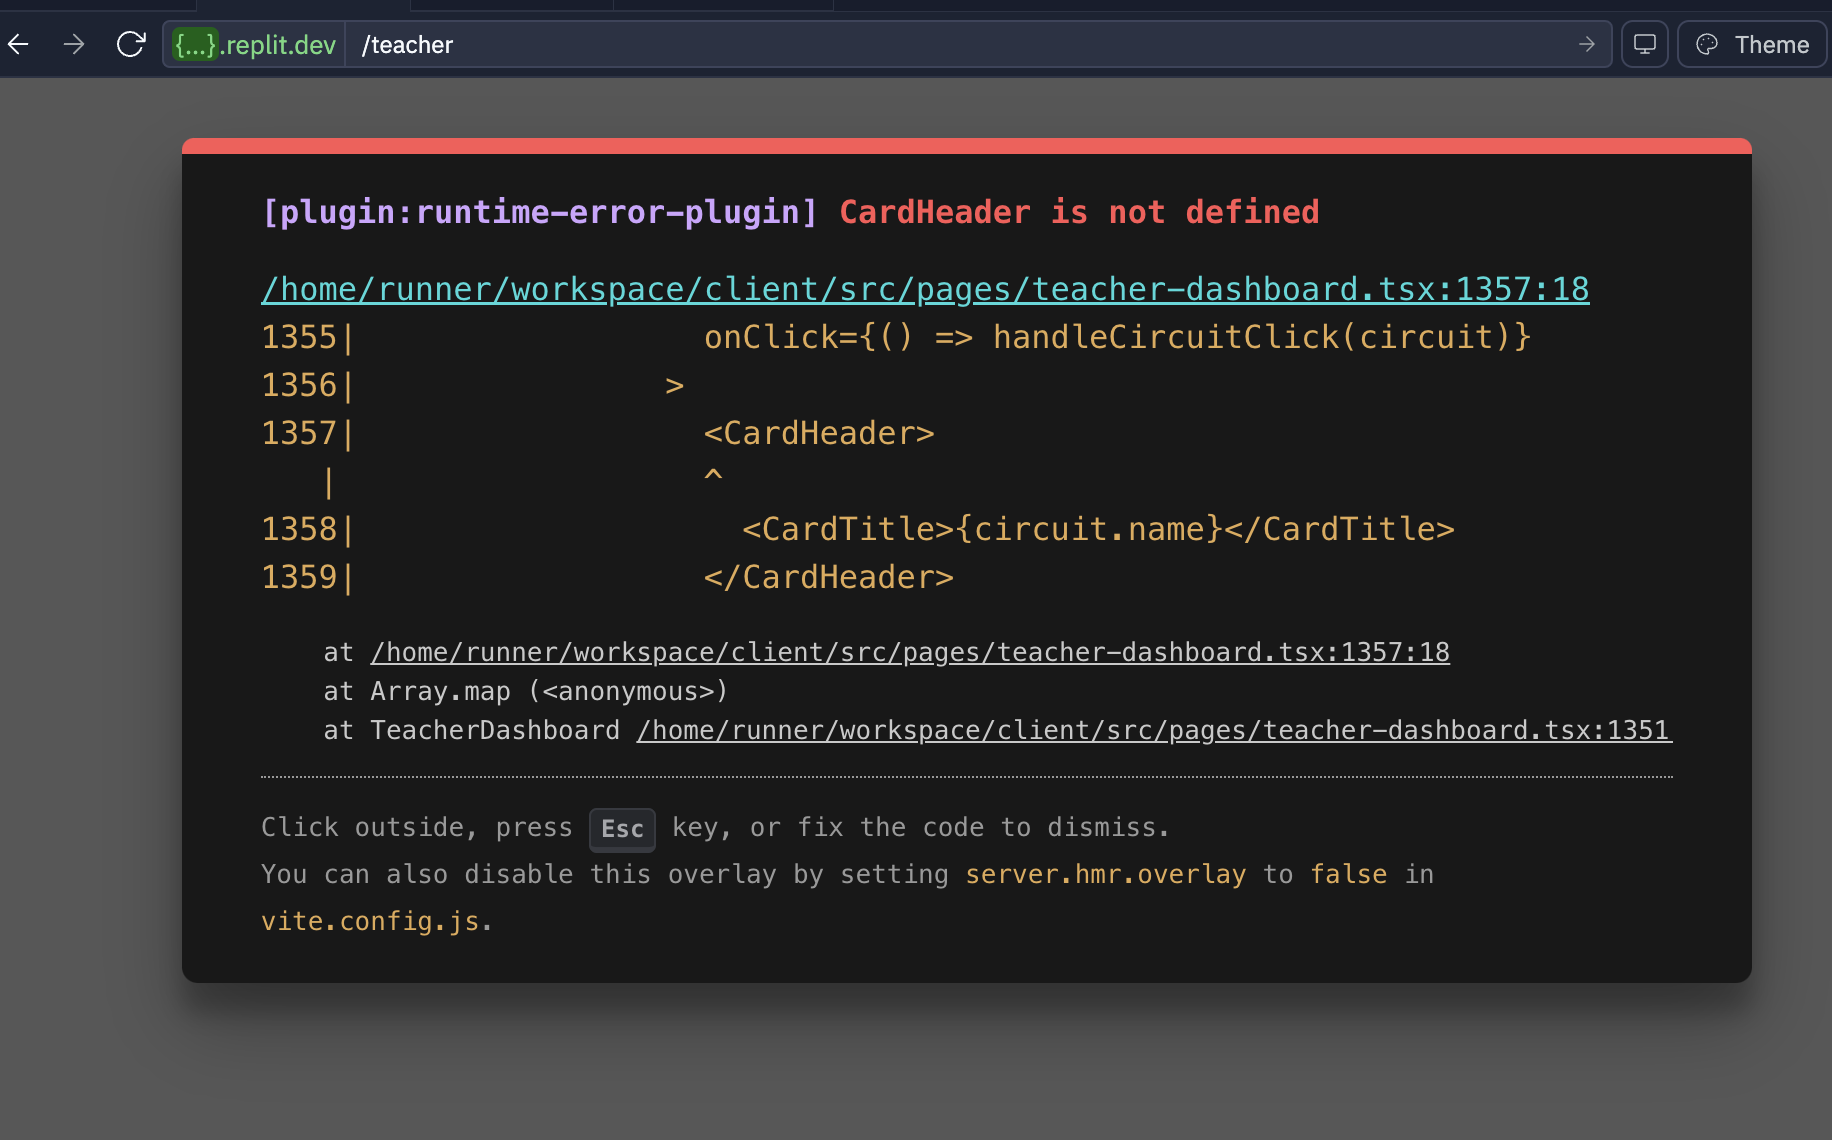 {...}.replit.dev /teacher Theme
[plugin:runtime-error-plugin] CardHeader is not defined
/home/runner/workspace/client/src/pages/teacher-dashboard.tsx:1357:18
1355|                  onClick={() => handleCircuitClick(circuit)}
1356|                >
1357|                  <CardHeader>
   |                   ^
1358|                    <CardTitle>{circuit.name}</CardTitle>
1359|                  </CardHeader>
at /home/runner/workspace/client/src/pages/teacher-dashboard.tsx:1357:18
at Array.map (<anonymous>)
at TeacherDashboard /home/runner/workspace/client/src/pages/teacher-dashboard.tsx:1351
Click outside, press Esc key, or fix the code to dismiss.
You can also disable this overlay by setting server.hmr.overlay to false in
vite.config.js.